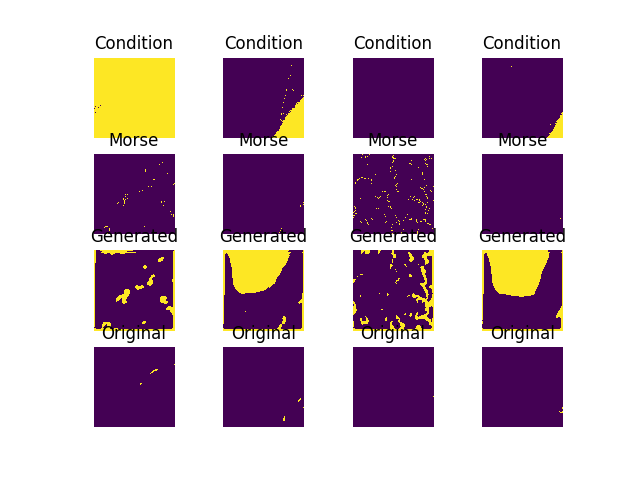 Condition Condition Condition Condition
Morse Morse Morse Morse
Generated Generated Generated Generated
Original Original Original Original